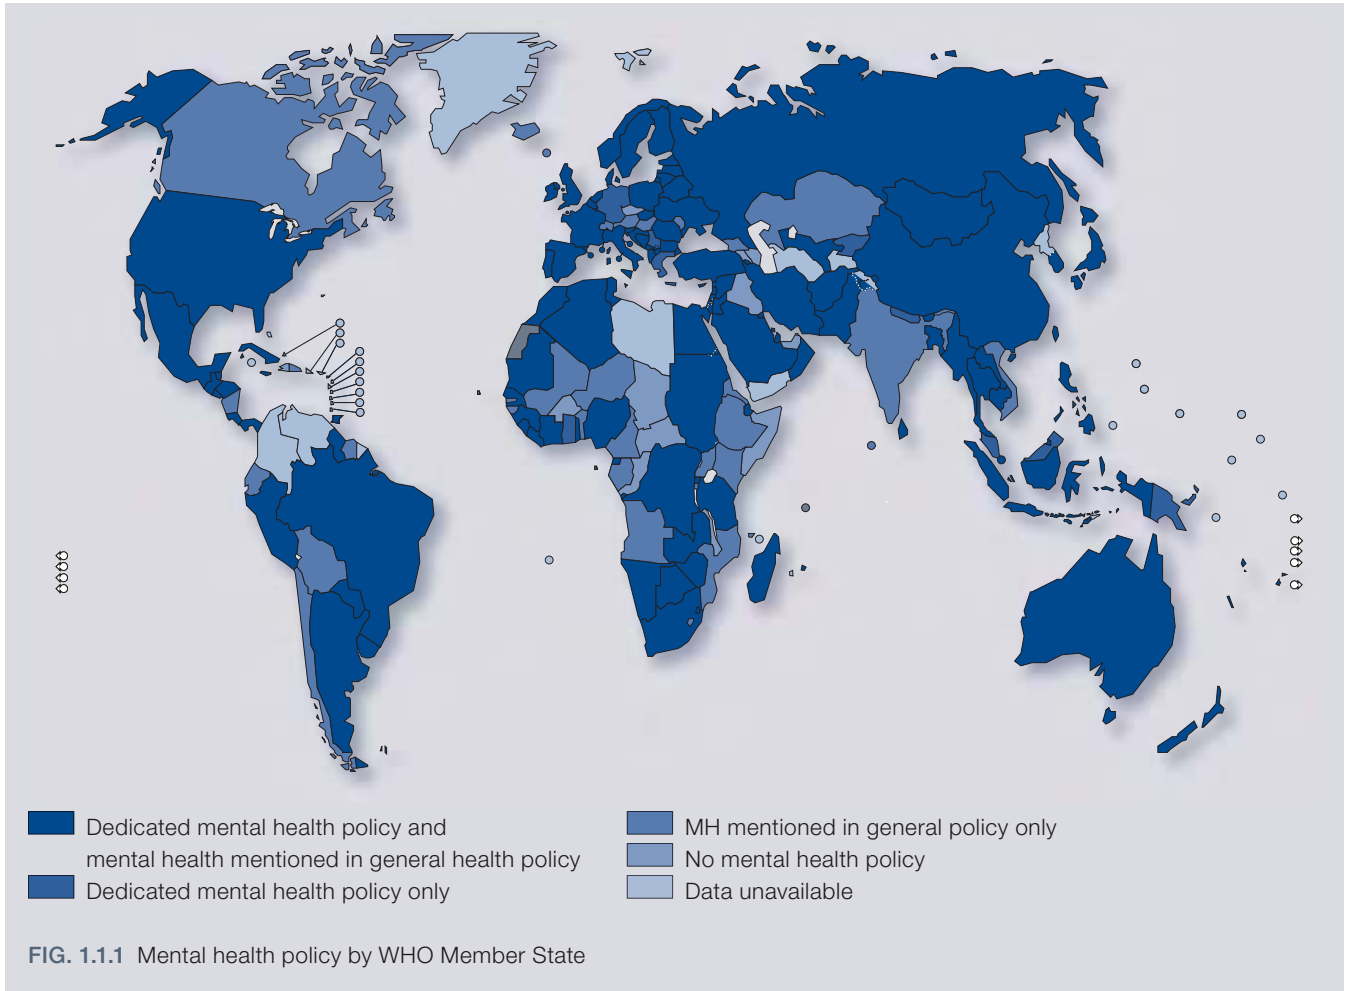 Dedicated mental health policy and
mental health mentioned in general health policy
Dedicated mental health policy only
MH mentioned in general policy only
No mental health policy
Data unavailable
FIG. 1.1.1 Mental health policy by WHO Member State